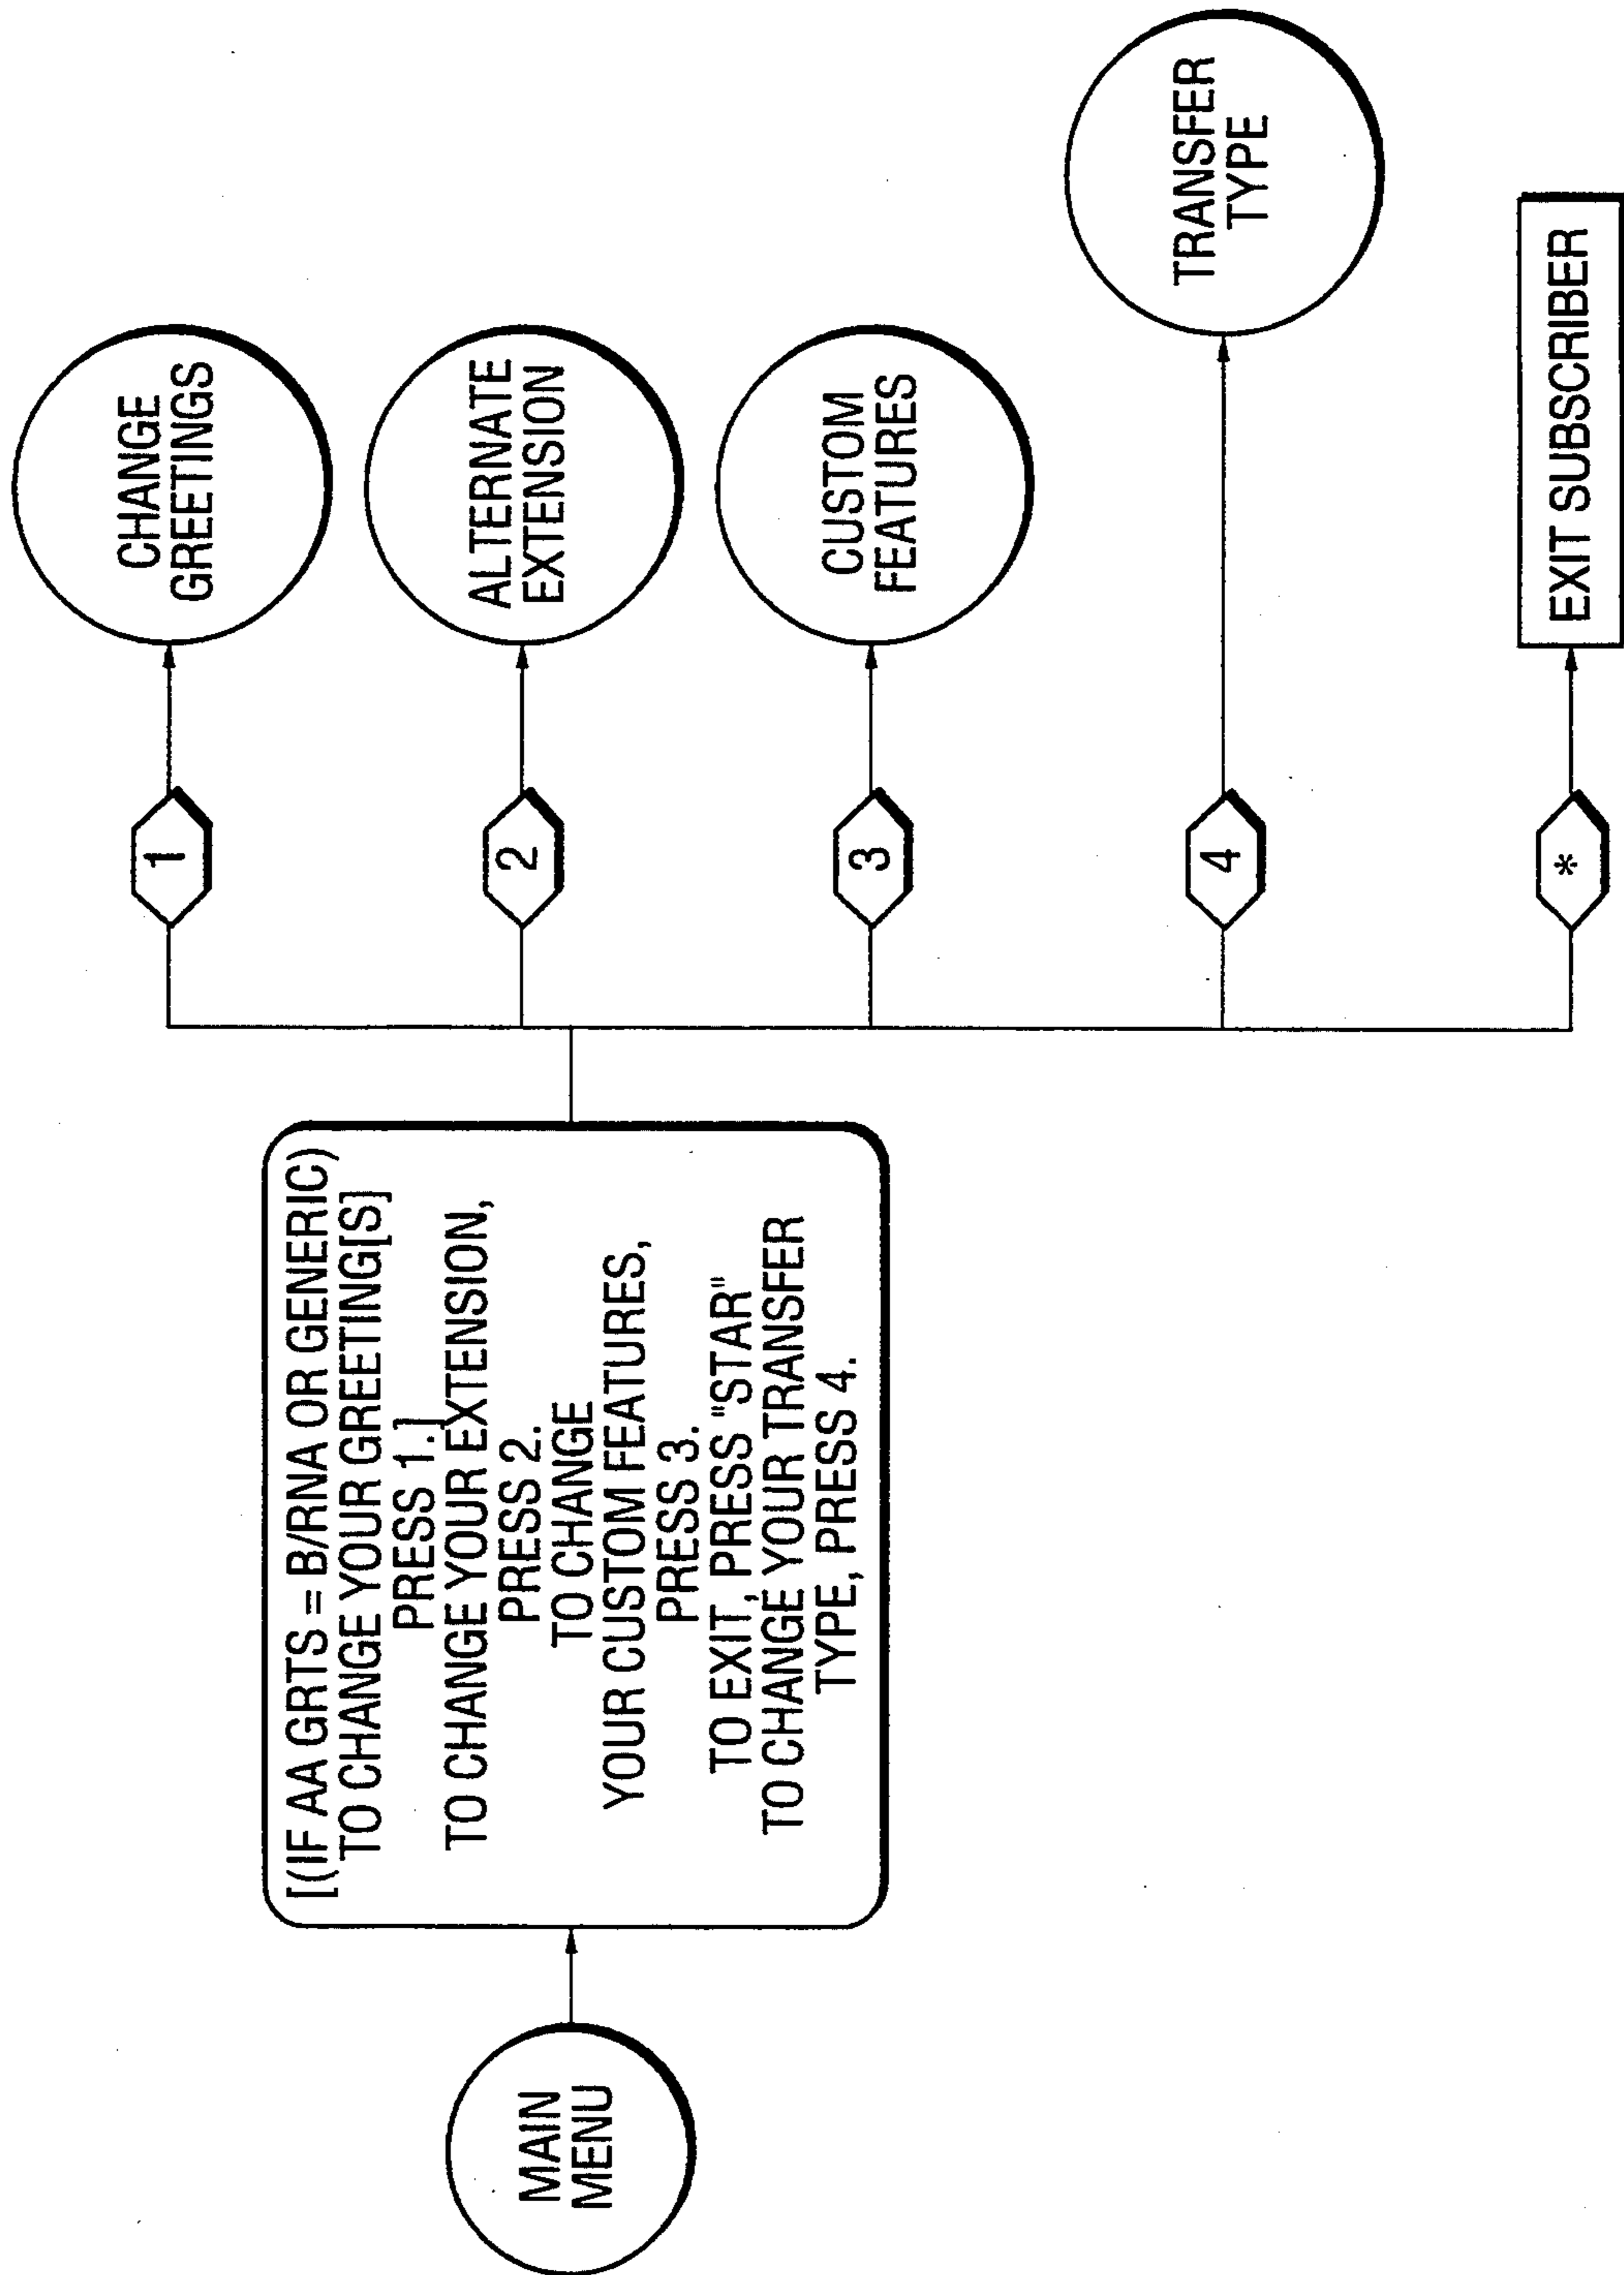 MAIN
MENU
[(IF AA GRTS = B/RNA OR GENERIC)
TO CHANGE YOUR GREETING[S]
PRESS 1.]
TO CHANGE YOUR EXTENSION,
PRESS 2.
TO CHANGE
YOUR CUSTOM FEATURES,
PRESS 3.
TO EXIT, PRESS "STAR"
TO CHANGE YOUR TRANSFER
TYPE, PRESS 4.
1
CHANGE
GREETINGS
2
ALTERNATE
EXTENSION
3
CUSTOM
FEATURES
4
TRANSFER
TYPE
*
EXIT SUBSCRIBER